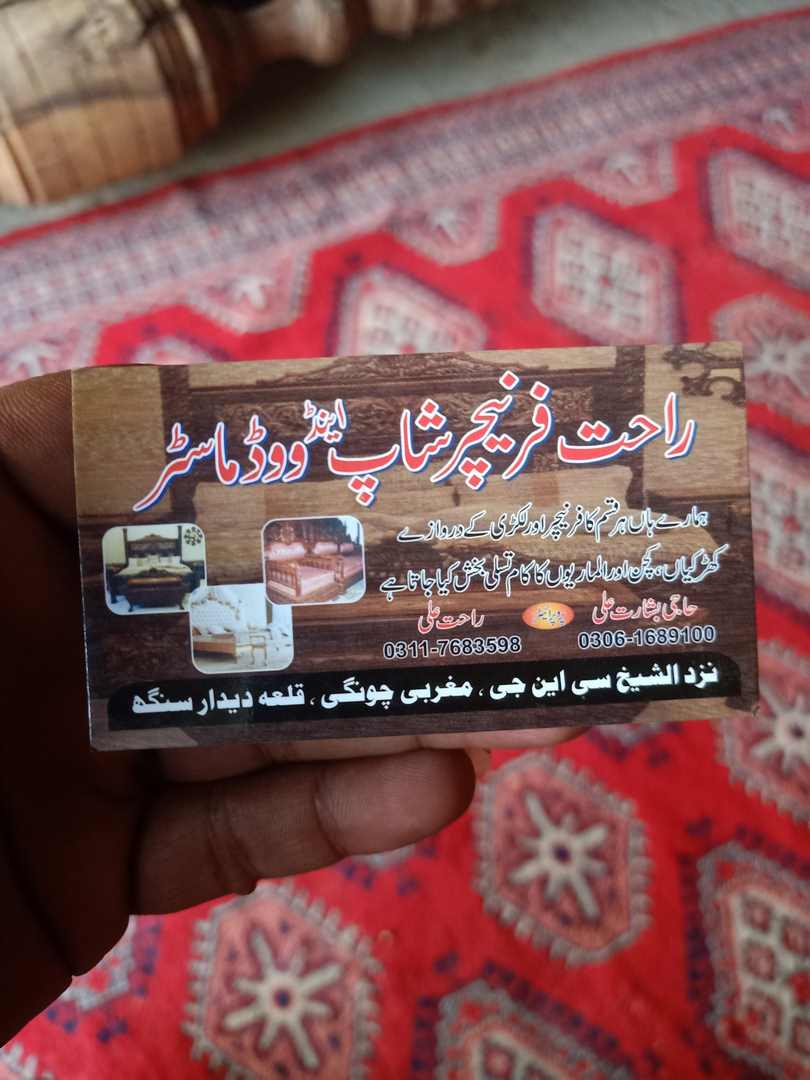 راحت فرنیچر شاپ اینڈ ووڈ ماسٹر
ہمارے ہاں ہر قسم کا فرنیچر اور لکڑی کے دروازے
کھڑکیاں، کچن اور الماریوں کا کام تسلی بخش کیا جاتا ہے
حاجی بشارت علی پروپرائیٹر راحت علی
0306-1689100 0311-7683598
نزد الشیخ سی این جی، مغربی چونگی، قلعہ دیدار سنگھ